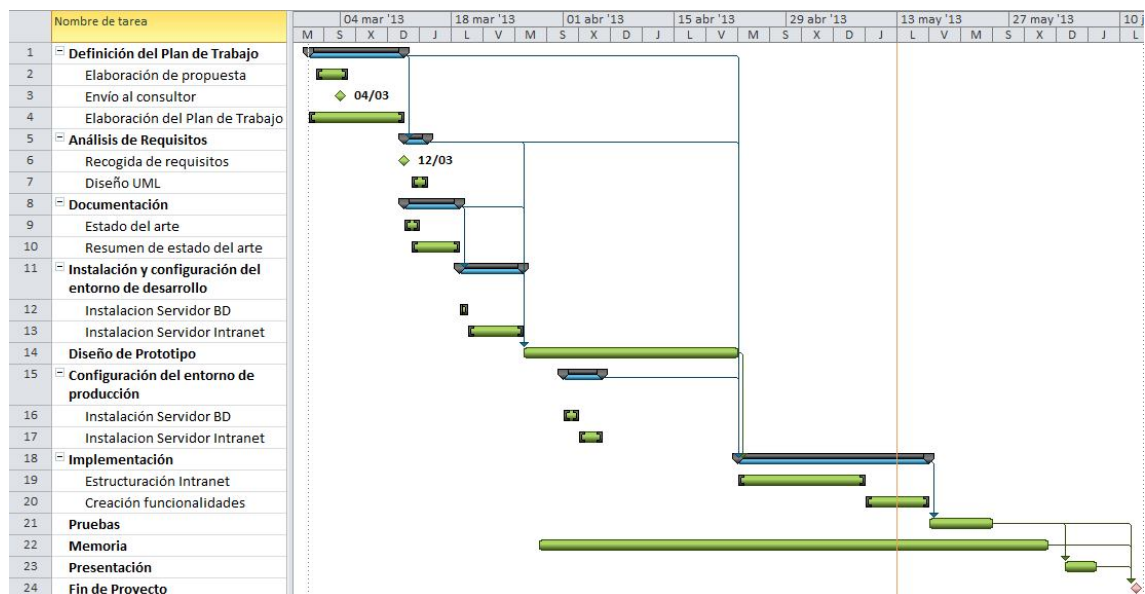 Nombre de tarea
04 mar '13 18 mar '13 01 abr '13 15 abr '13 29 abr '13 13 may '13 27 may '13 10 j
M S X D J L V M S X D J L V M S X D J L V M S X D J L
1 Definición del Plan de Trabajo
2 Elaboración de propuesta
3 Envío al consultor 04/03
4 Elaboración del Plan de Trabajo
5 Análisis de Requisitos
6 Recogida de requisitos 12/03
7 Diseño UML
8 Documentación
9 Estado del arte
10 Resumen de estado del arte
11 Instalación y configuración del
entorno de desarrollo
12 Instalacion Servidor BD
13 Instalacion Servidor Intranet
14 Diseño de Prototipo
15 Configuración del entorno de
producción
16 Instalación Servidor BD
17 Instalacion Servidor Intranet
18 Implementación
19 Estructuración Intranet
20 Creación funcionalidades
21 Pruebas
22 Memoria
23 Presentación
24 Fin de Proyecto